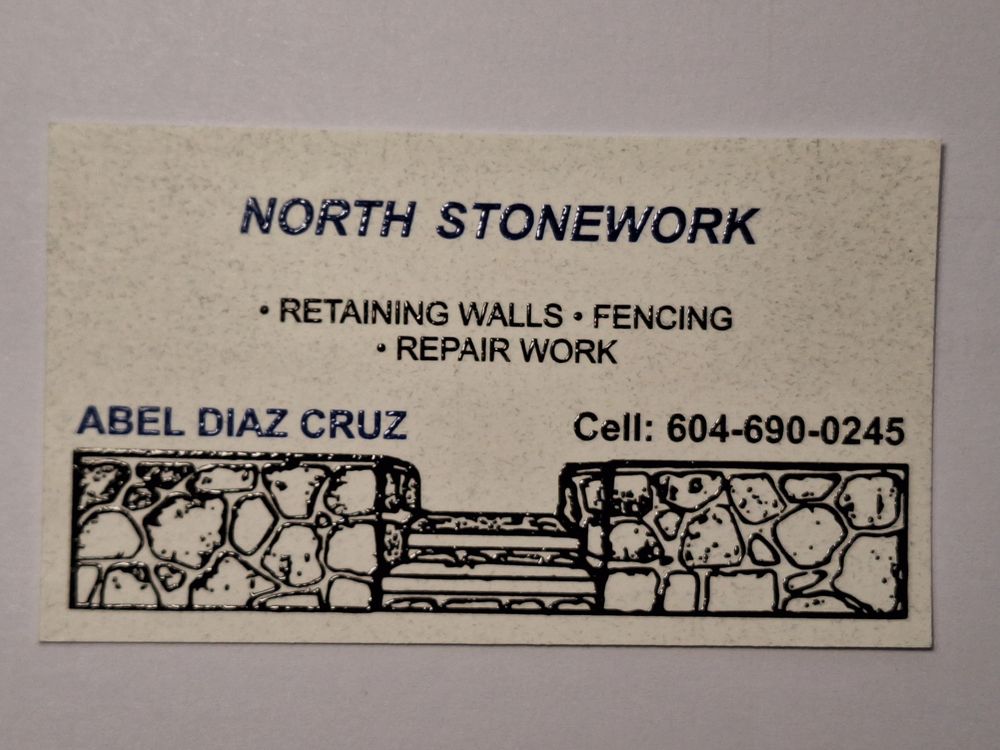 NORTH STONEWORK
• RETAINING WALLS • FENCING
• REPAIR WORK
ABEL DIAZ CRUZ
Cell: 604-690-0245